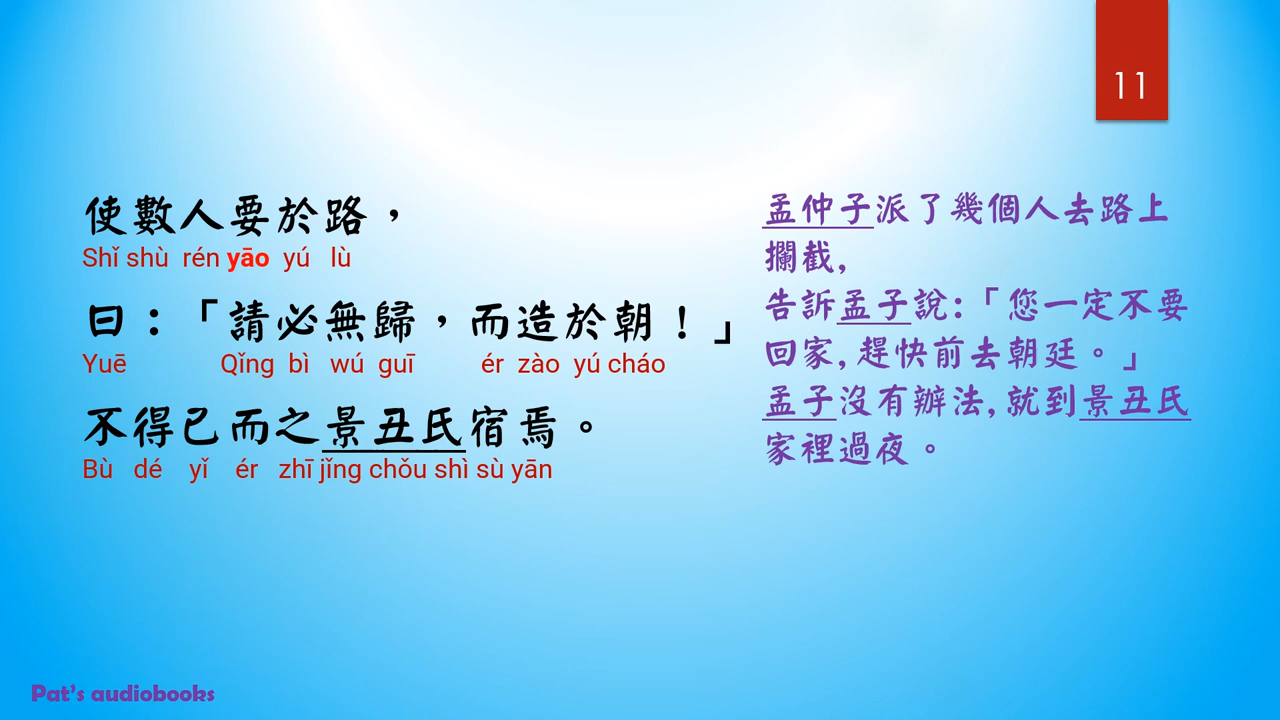 11
使數人要於路，
Shǐ shù rén yāo yú lù
曰：「請必無歸，而造於朝！」
Yuē Qǐng bì wú guī ér zào yú cháo
不得已而之景丑氏宿焉。
Bù dé yǐ ér zhī jǐng chǒu shì sù yān
孟仲子派了幾個人去路上
攔截,
告訴孟子說:「您一定不要
回家,趕快前去朝廷。」
孟子沒有辦法,就到景丑氏
家裡過夜。
Pat's audiobooks